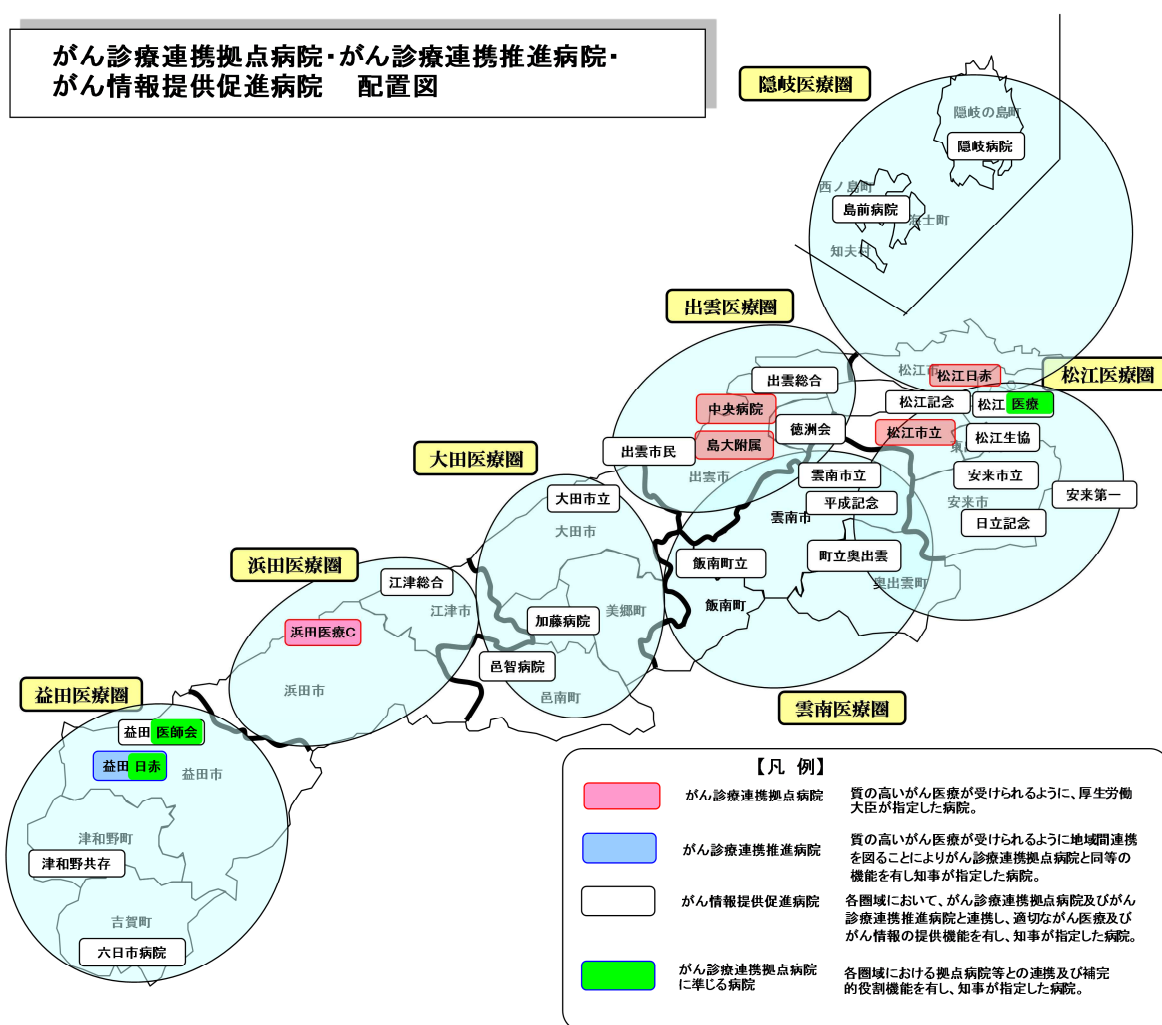 がん診療連携拠点病院・がん診療連携推進病院・
がん情報提供促進病院　配置図
隠岐医療圏
隠岐の島町
隠岐病院
西ノ島町
島前病院
海士町
知夫村
出雲医療圏
松江医療圏
松江市
松江日赤
出雲総合
松江記念
松江医療
中央病院
徳洲会
松江市立
松江生協
東
島大附属
出雲市民
出雲市
大田医療圏
雲南市立
安来市立
安来第一
大田市立
平成記念
安来市
雲南市
日立記念
大田市
浜田医療圏
飯南町立
町立奥出雲
江津総合
奥出雲町
江津市
美郷町
飯南町
加藤病院
浜田医療C
邑智病院
浜田市
邑南町
益田医療圏
雲南医療圏
益田医師会
益田日赤
益田市
津和野町
津和野共存
吉賀町
六日市病院
【凡 例】
がん診療連携拠点病院
質の高いがん医療が受けられるように、厚生労働
大臣が指定した病院。
がん診療連携推進病院
質の高いがん医療が受けられるように地域間連携
を図ることによりがん診療連携拠点病院と同等の
機能を有し知事が指定した病院。
がん情報提供促進病院
各圏域において、がん診療連携拠点病院及びがん
診療連携推進病院と連携し、適切ながん医療及び
がん情報の提供機能を有し、知事が指定した病院。
がん診療連携拠点病院
に準じる病院
各圏域における拠点病院等との連携及び補完
的役割機能を有し、知事が指定した病院。